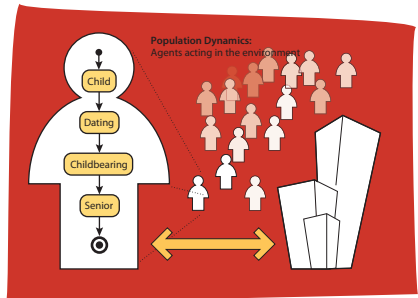 Population Dynamics:
Agents acting in the environment
Child
Dating
Childbearing
Senior